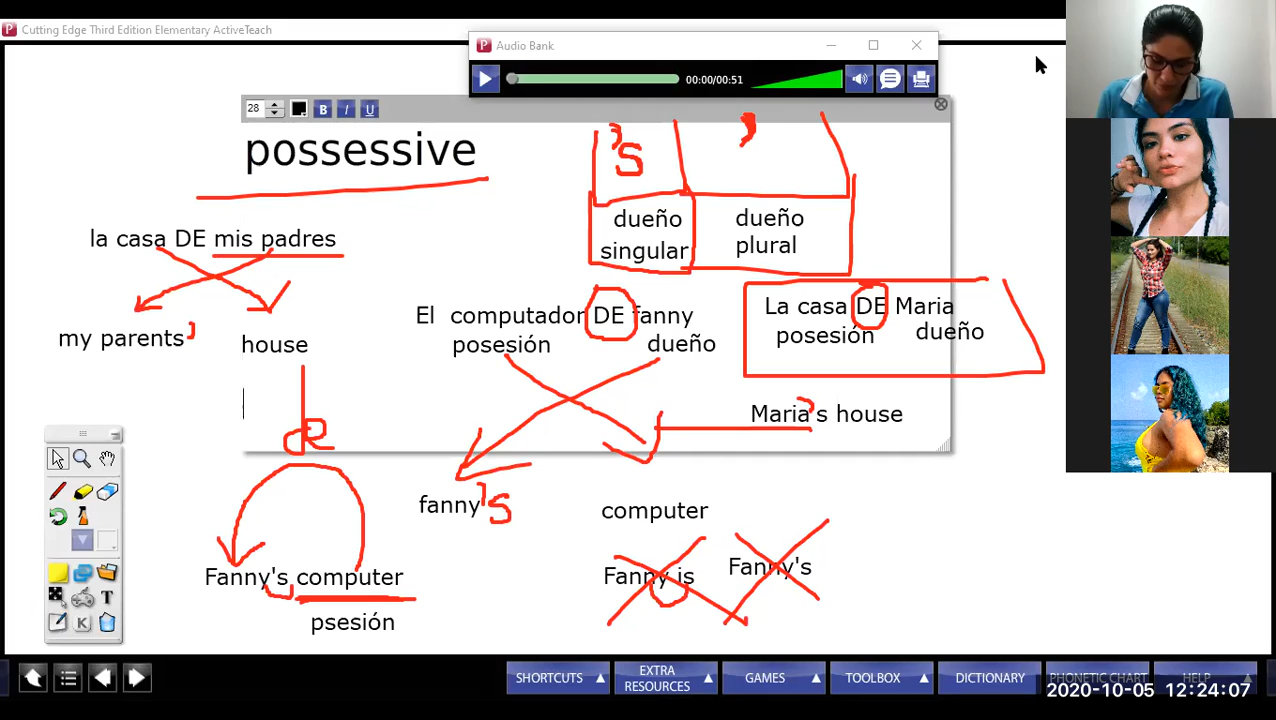 Cutting Edge Third Edition Elementary ActiveTeach
Audio Bank
00:00/00:51
28
B I U
possessive
's
'
dueño
singular
dueño
plural
la casa DE mis padres
my parents'
house
El computador DE fanny
posesión
dueño
La casa DE Maria
posesión
dueño
Maria's house
de
fanny's
computer
Fanny's computer
psesión
Fanny is
Fanny's
T
K
SHORTCUTS
EXTRA
RESOURCES
GAMES
TOOLBOX
DICTIONARY
PHONETIC CHART
HELP
2020-10-05 12:24:07